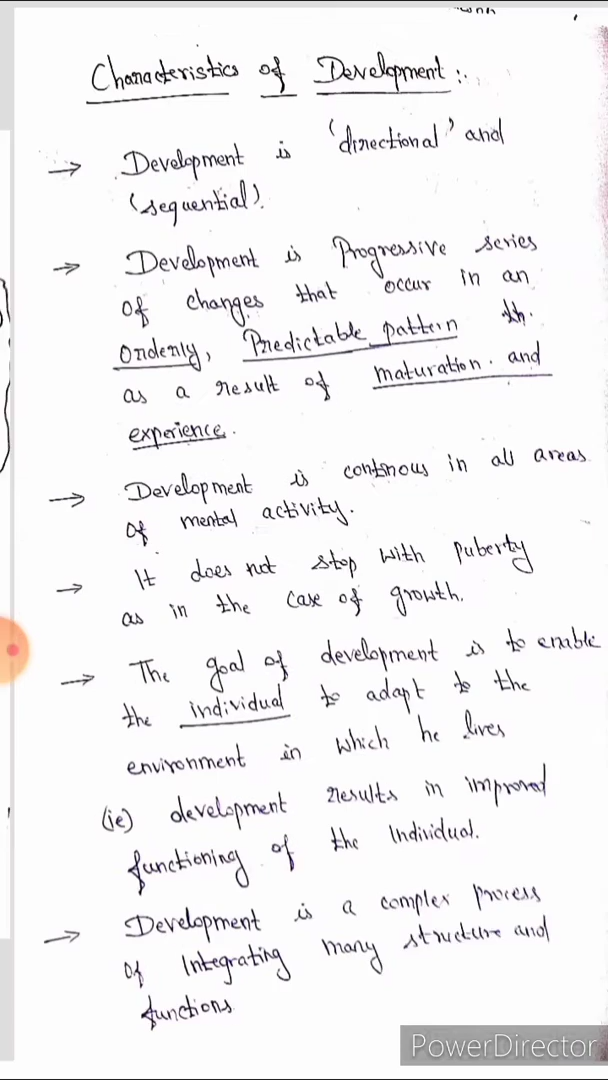 Characteristics of Development:-
→ Development is 'directional' and
(sequential).
→ Development is Progressive series
of changes that occur in an
Orderly, Predictable pattern th.
as a result of maturation. and
experience.
→ Development is continous in all areas
of mental activity.
→ It does not stop with puberty
as in the case of growth.
→ The goal of development is to enable
the individual to adapt to the
environment in which he lives
(ie) development results in improved
functioning of the Individual.
→ Development is a complex process
of Integrating many structure and
functions.
PowerDirector